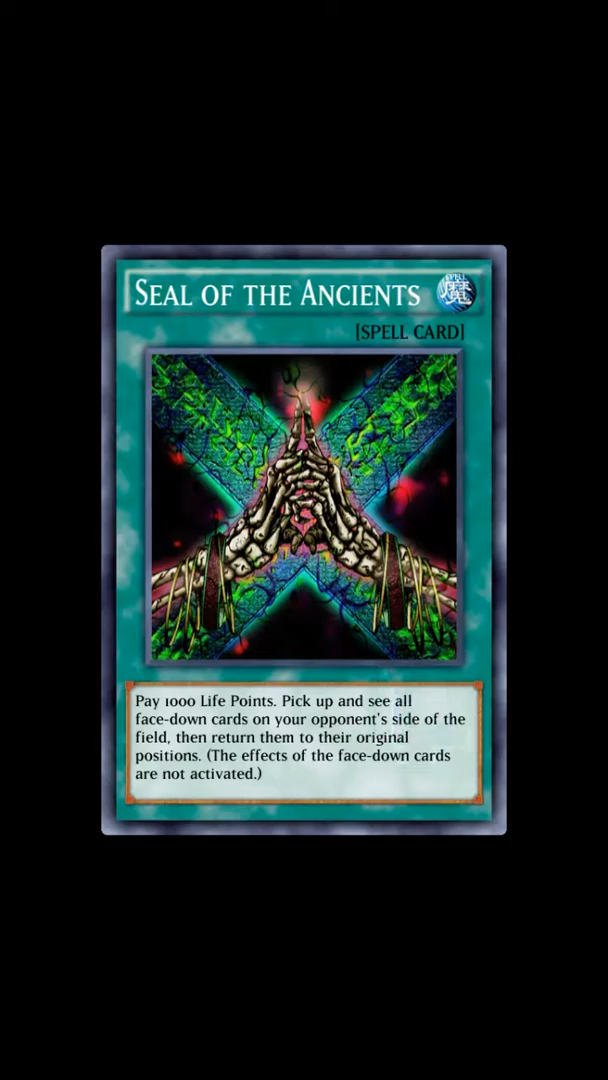 Seal of the Ancients
SPELL
魔
[SPELL CARD]
Pay 1000 Life Points. Pick up and see all
face-down cards on your opponent's side of the
field, then return them to their original
positions. (The effects of the face-down cards
are not activated.)